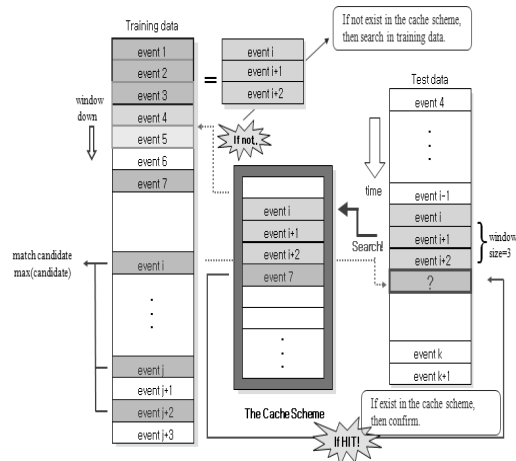 Training data
event 1
event 2
event 3
event 4
event 5
event 6
event 7
event i
event j
event j+1
event j+2
event j+3
window
down
match candidate
max(candidate)
=
event i
event i+1
event i+2
If not exist in the cache scheme,
then search in training data.
If not,
event i
event i+1
event i+2
event 7
The Cache Scheme
Search!
time
Test data
event 4
event i-1
event i
event i+1
event i+2
?
event k
event k+1
window
size=3
If exist in the cache scheme,
then confirm.
If HIT!